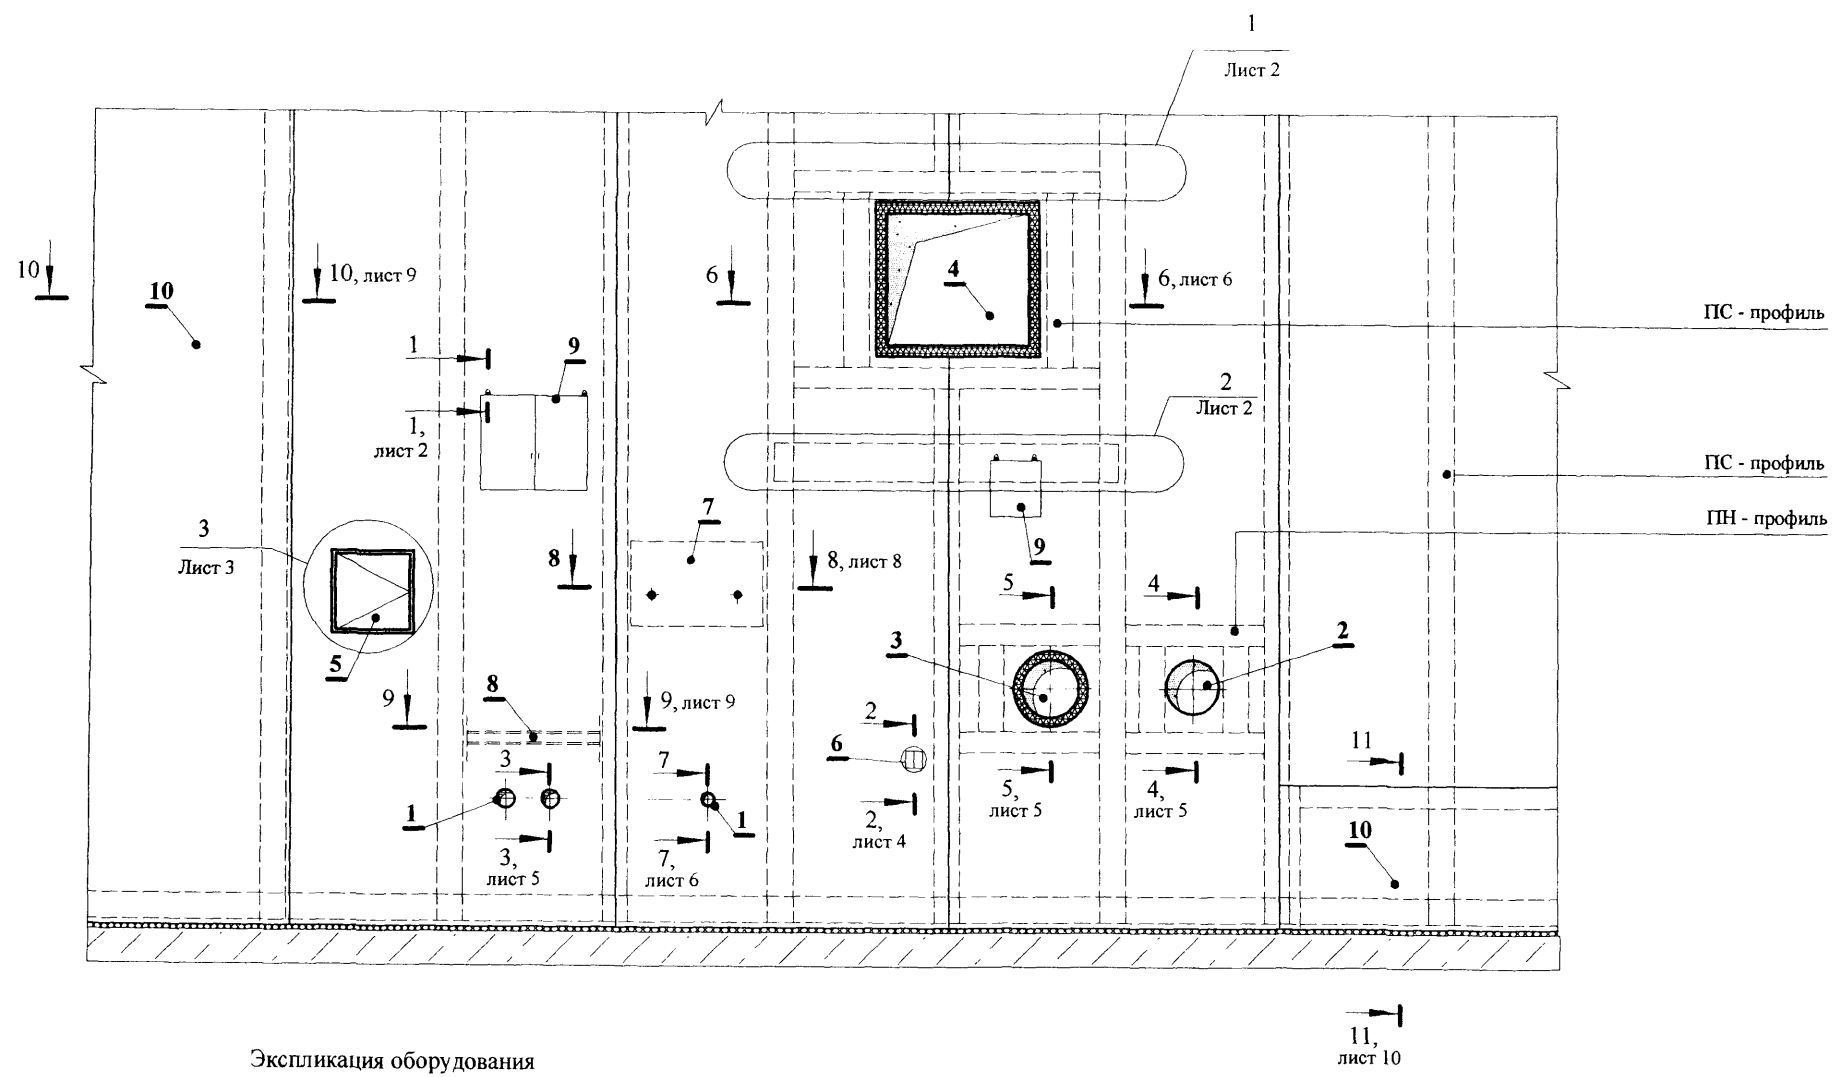 1
Лист 2
10
10, лист 9
10
6
4
6, лист 6
ПС - профиль
1
9
1,
лист 2
2
Лист 2
ПС - профиль
ПН - профиль
3
Лист 3
7
8
8, лист 8
9
5
4
5
3
2
9
8
9, лист 9
2
6
3
7
11
1
1
2,
лист 4
5,
лист 5
4,
лист 5
3,
лист 5
7,
лист 6
10
11,
лист 10
Экспликация оборудования